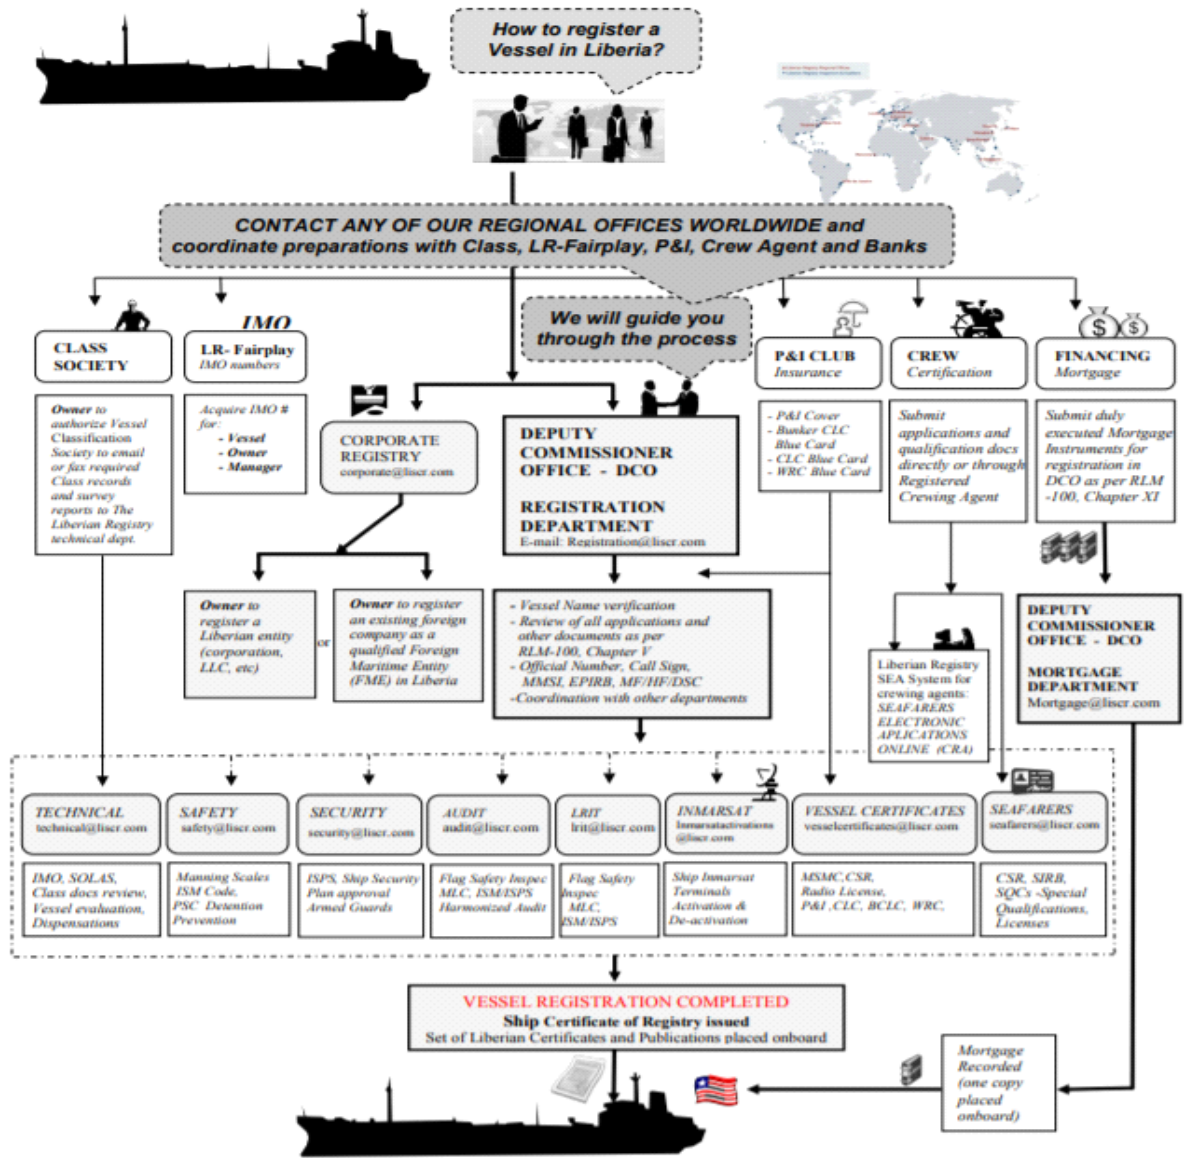 How to register a
Vessel in Liberia?
CONTACT ANY OF OUR REGIONAL OFFICES WORLDWIDE and
coordinate preparations with Class, LR-Fairplay, P&I, Crew Agent and Banks
We will guide you
through the process
CLASS
SOCIETY
Owner to
authorize Vessel
Classification
Society to email
or fax required
Class records
and survey
reports to The
Liberian Registry
technical dept.
IMO
LR- Fairplay
IMO numbers
Acquire IMO #
for:
- Vessel
- Owner
- Manager
CORPORATE
REGISTRY
corporate@liscr.com
Owner to
register a
Liberian entity
(corporation,
LLC, etc)
or
Owner to register
an existing foreign
company as a
qualified Foreign
Maritime Entity
(FME) in Liberia
DEPUTY
COMMISSIONER
OFFICE - DCO
REGISTRATION
DEPARTMENT
E-mail: Registration@liscr.com
- Vessel Name verification
- Review of all applications and
other documents as per
RLM-100, Chapter V
- Official Number, Call Sign,
MMSI, EPIRB, MF/HF/DSC
-Coordination with other departments
P&I CLUB
Insurance
- P&I Cover
- Bunker CLC
Blue Card
- CLC Blue Card
- WRC Blue Card
CREW
Certification
Submit
applications and
qualification docs
directly or through
Registered
Crewing Agent
Liberian Registry
SEA System for
crewing agents:
SEAFARERS
ELECTRONIC
APLICATIONS
ONLINE (CRA)
FINANCING
Mortgage
Submit duly
executed Mortgage
Instruments for
registration in
DCO as per RLM
-100, Chapter XI
DEPUTY
COMMISSIONER
OFFICE - DCO
MORTGAGE
DEPARTMENT
Mortgage@liscr.com
TECHNICAL
technical@liscr.com
IMO, SOLAS,
Class docs review,
Vessel evaluation,
Dispensations
SAFETY
safety@liscr.com
Manning Scales
ISM Code,
PSC Detention
Prevention
SECURITY
security@liscr.com
ISPS, Ship Security
Plan approval
Armed Guards
AUDIT
audit@liscr.com
Flag Safety Inspec
MLC, ISM/ISPS
Harmonized Audit
LRIT
lrit@liscr.com
Flag Safety
Inspec
MLC,
ISM/ISPS
INMARSAT
Inmarsatactivations
@liscr.com
Ship Inmarsat
Terminals
Activation &
De-activation
VESSEL CERTIFICATES
vesselcertificates@liscr.com
MSMC,CSR,
Radio License,
P&I ,CLC, BCLC, WRC,
SEAFARERS
seafarers@liscr.com
CSR, SIRB,
SQCs -Special
Qualifications,
Licenses
VESSEL REGISTRATION COMPLETED
Ship Certificate of Registry issued
Set of Liberian Certificates and Publications placed onboard
Mortgage
Recorded
(one copy
placed
onboard)